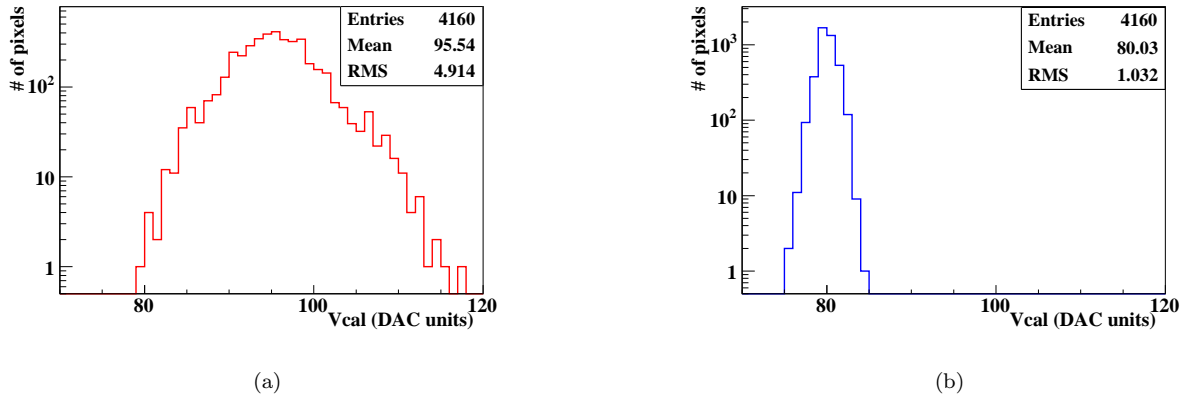 # of pixels
Entries 4160
Mean 95.54
RMS 4.914
10²
10
1
80 100 120
Vcal (DAC units)
(a)
# of pixels
Entries 4160
Mean 80.03
RMS 1.032
10³
10²
10
1
80 100 120
Vcal (DAC units)
(b)